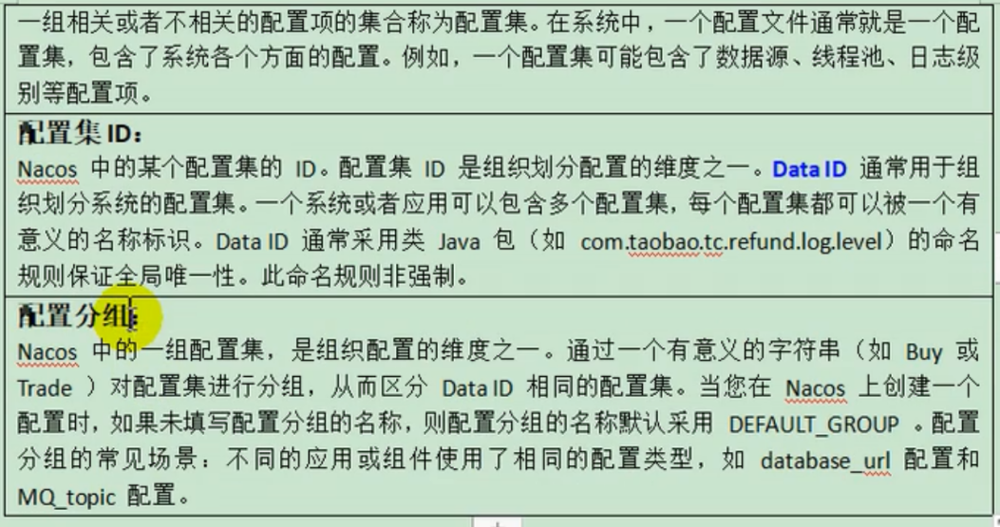 一组相关或者不相关的配置项的集合称为配置集。在系统中，一个配置文件通常就是一个配
置集，包含了系统各个方面的配置。例如，一个配置集可能包含了数据源、线程池、日志级
别等配置项。
配置集 ID：
Nacos 中的某个配置集的 ID。配置集 ID 是组织划分配置的维度之一。Data ID 通常用于组
织划分系统的配置集。一个系统或者应用可以包含多个配置集，每个配置集都可以被一个有
意义的名称标识。Data ID 通常采用类 Java 包（如 com.taobao.tc.refund.log.level）的命名
规则保证全局唯一性。此命名规则非强制。
配置分组：
Nacos 中的一组配置集，是组织配置的维度之一。通过一个有意义的字符串（如 Buy 或
Trade ）对配置集进行分组，从而区分 Data ID 相同的配置集。当您在 Nacos 上创建一个
配置时，如果未填写配置分组的名称，则配置分组的名称默认采用 DEFAULT_GROUP 。配置
分组的常见场景：不同的应用或组件使用了相同的配置类型，如 database_url 配置和
MQ_topic 配置。